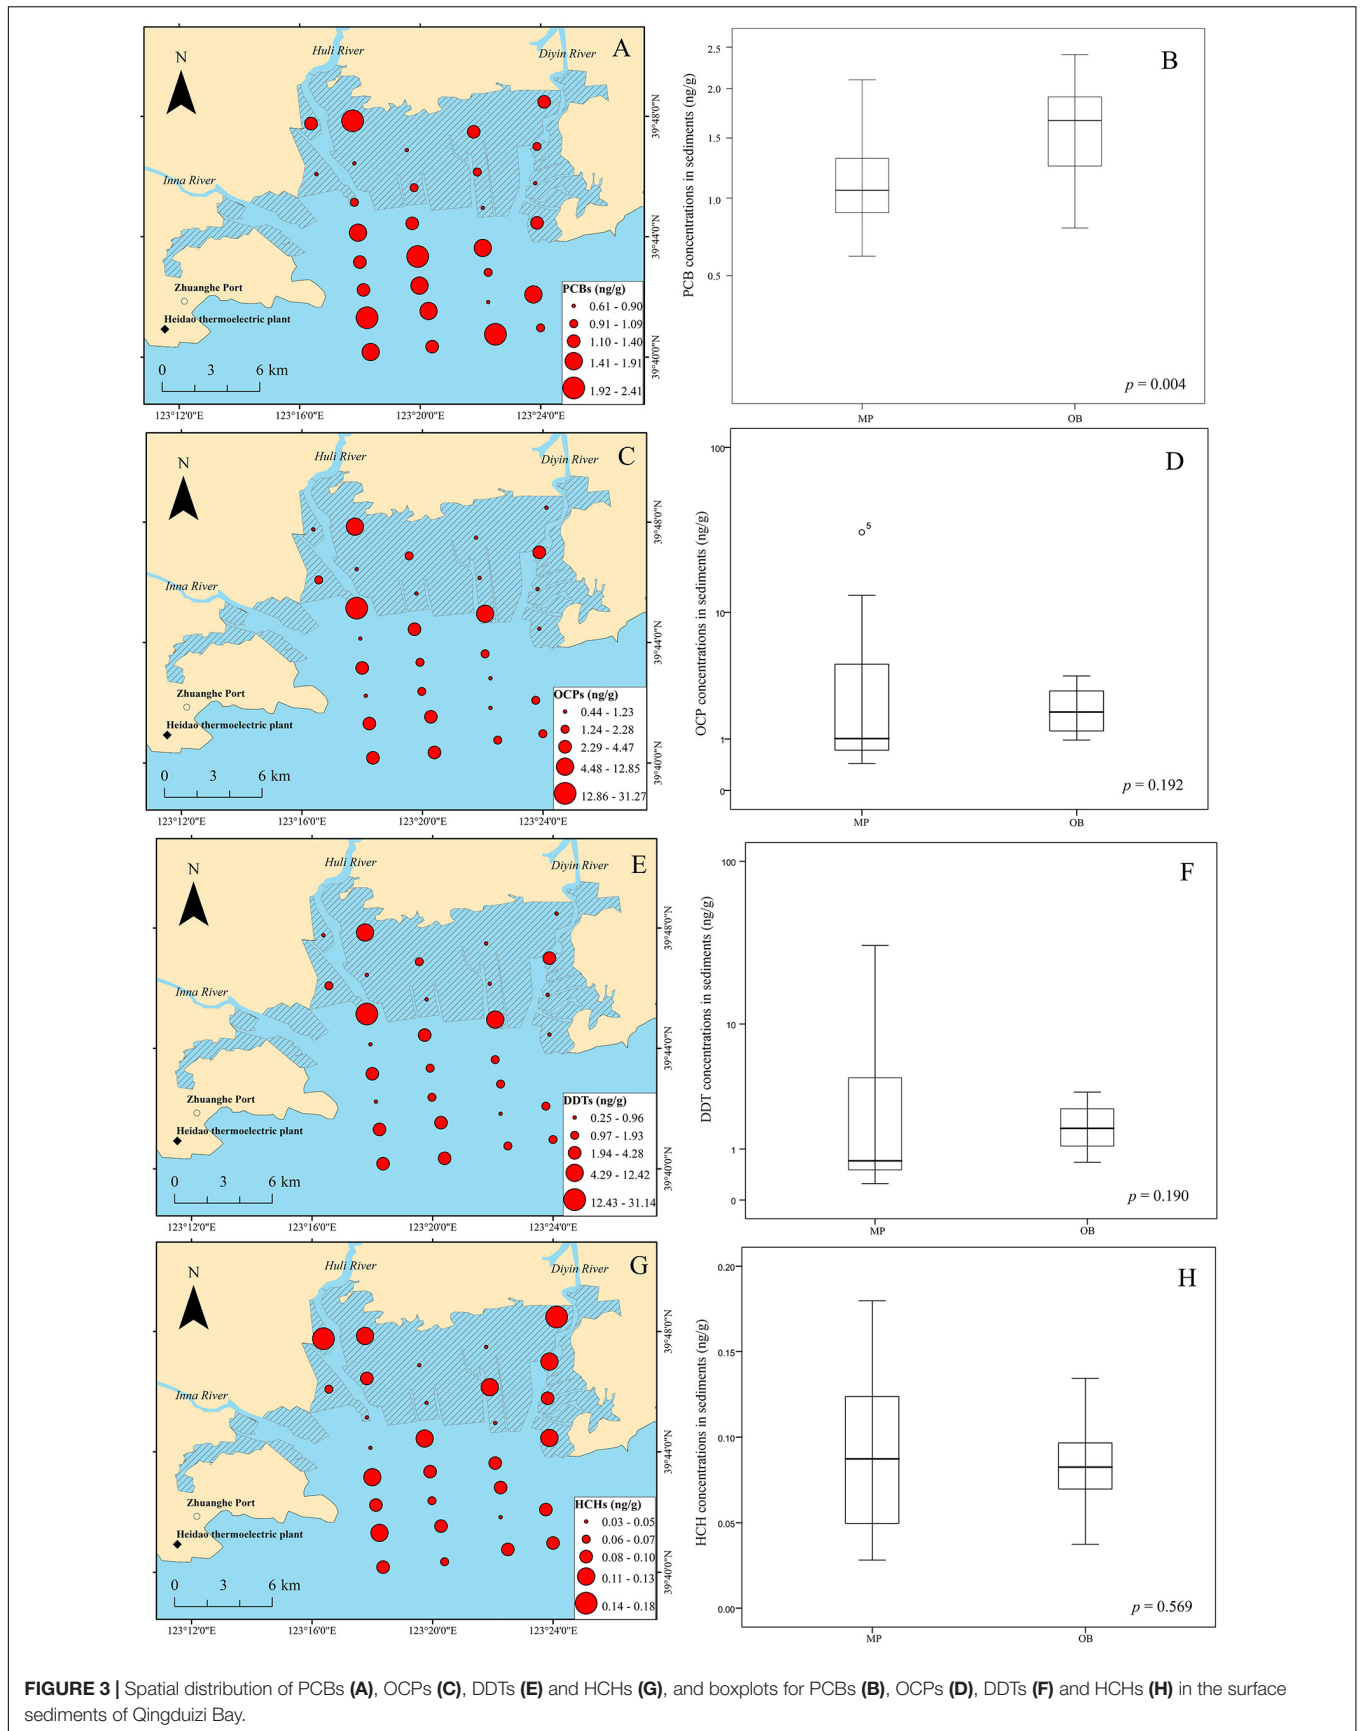 A
Huli River
Diyin River
N
Inna River
Zhuanghe Port
Heidao thermoelectric plant
0 3 6 km
PCBs (ng/g)
0.61 - 0.90
0.91 - 1.09
1.10 - 1.40
1.41 - 1.91
1.92 - 2.41
39°48'0"N
39°44'0"N
39°40'0"N
123°12'0"E 123°16'0"E 123°20'0"E 123°24'0"E
B
PCB concentrations in sediments (ng/g)
2.5
2.0
1.5
1.0
0.5
p = 0.004
MP OB
C
Huli River
Diyin River
N
Inna River
Zhuanghe Port
Heidao thermoelectric plant
0 3 6 km
OCPs (ng/g)
0.44 - 1.23
1.24 - 2.28
2.29 - 4.47
4.48 - 12.85
12.86 - 31.27
39°48'0"N
39°44'0"N
39°40'0"N
123°12'0"E 123°16'0"E 123°20'0"E 123°24'0"E
D
OCP concentrations in sediments (ng/g)
100
10
1
0
5
p = 0.192
MP OB
E
Huli River
Diyin River
N
Inna River
Zhuanghe Port
Heidao thermoelectric plant
0 3 6 km
DDTs (ng/g)
0.25 - 0.96
0.97 - 1.93
1.94 - 4.28
4.29 - 12.42
12.43 - 31.14
39°48'0"N
39°44'0"N
39°40'0"N
123°12'0"E 123°16'0"E 123°20'0"E 123°24'0"E
F
DDT concentrations in sediments (ng/g)
100
10
1
0
p = 0.190
MP OB
G
Huli River
Diyin River
N
Inna River
Zhuanghe Port
Heidao thermoelectric plant
0 3 6 km
HCHs (ng/g)
0.03 - 0.05
0.06 - 0.07
0.08 - 0.10
0.11 - 0.13
0.14 - 0.18
39°48'0"N
39°44'0"N
39°40'0"N
123°12'0"E 123°16'0"E 123°20'0"E 123°24'0"E
H
HCH concentrations in sediments (ng/g)
0.20
0.15
0.10
0.05
0.00
p = 0.569
MP OB
FIGURE 3 | Spatial distribution of PCBs (A), OCPs (C), DDTs (E) and HCHs (G), and boxplots for PCBs (B), OCPs (D), DDTs (F) and HCHs (H) in the surface
sediments of Qingduizi Bay.